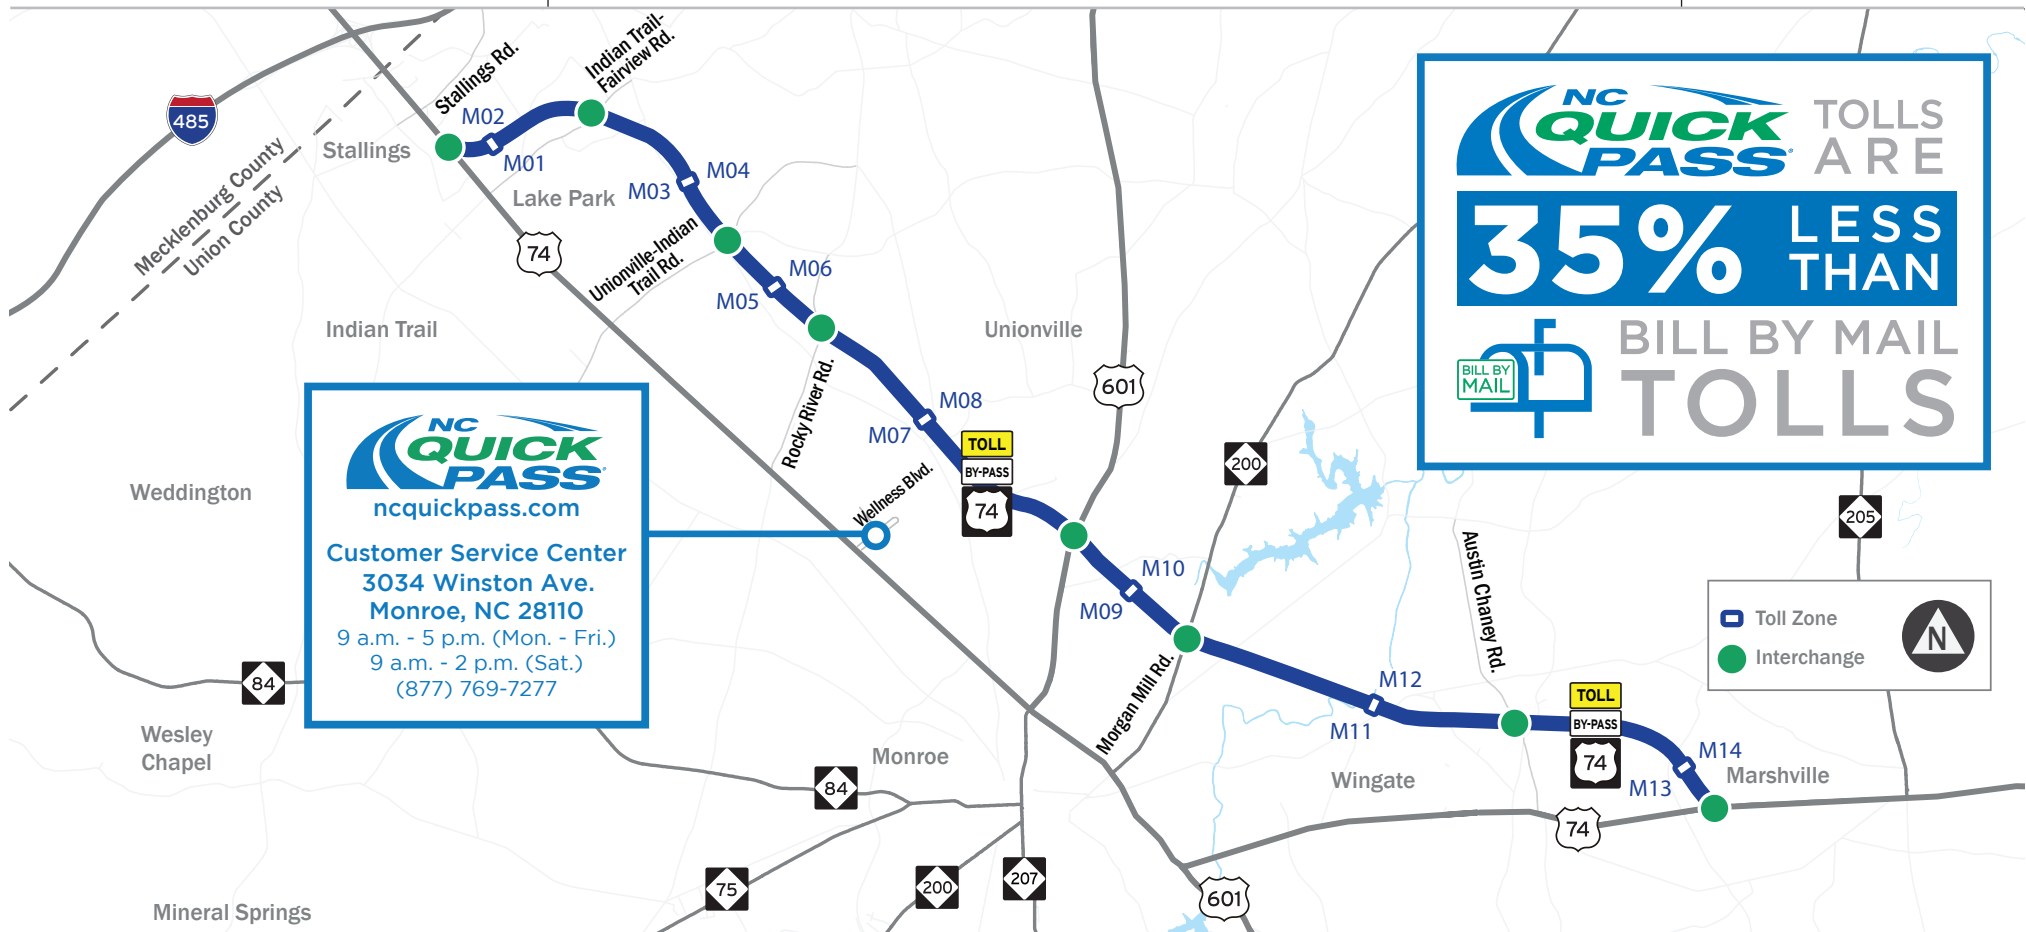 485
Mecklenburg County
Union County
Stallings Rd.
Indian Trail-
Fairview Rd.
M02
M01
Stallings
Lake Park
M04
M03
74
Unionville-Indian
Trail Rd.
M06
M05
Indian Trail
Unionville
601
Rocky River Rd.
M08
M07
TOLL
BY-PASS
74
Wellness Blvd.
Weddington
NC
QUICK
PASS
ncquickpass.com
Customer Service Center
3034 Winston Ave.
Monroe, NC 28110
9 a.m. - 5 p.m. (Mon. - Fri.)
9 a.m. - 2 p.m. (Sat.)
(877) 769-7277
NC
QUICK
PASS
TOLLS
ARE
35% LESS
THAN
BILL BY
MAIL
BILL BY MAIL
TOLLS
200
205
M10
M09
Austin Chaney Rd.
Toll Zone
Interchange
N
84
Morgan Mill Rd.
M12
M11
TOLL
BY-PASS
74
M14
M13
Marshville
Wesley
Chapel
Monroe
Wingate
84
74
75
200
207
601
Mineral Springs